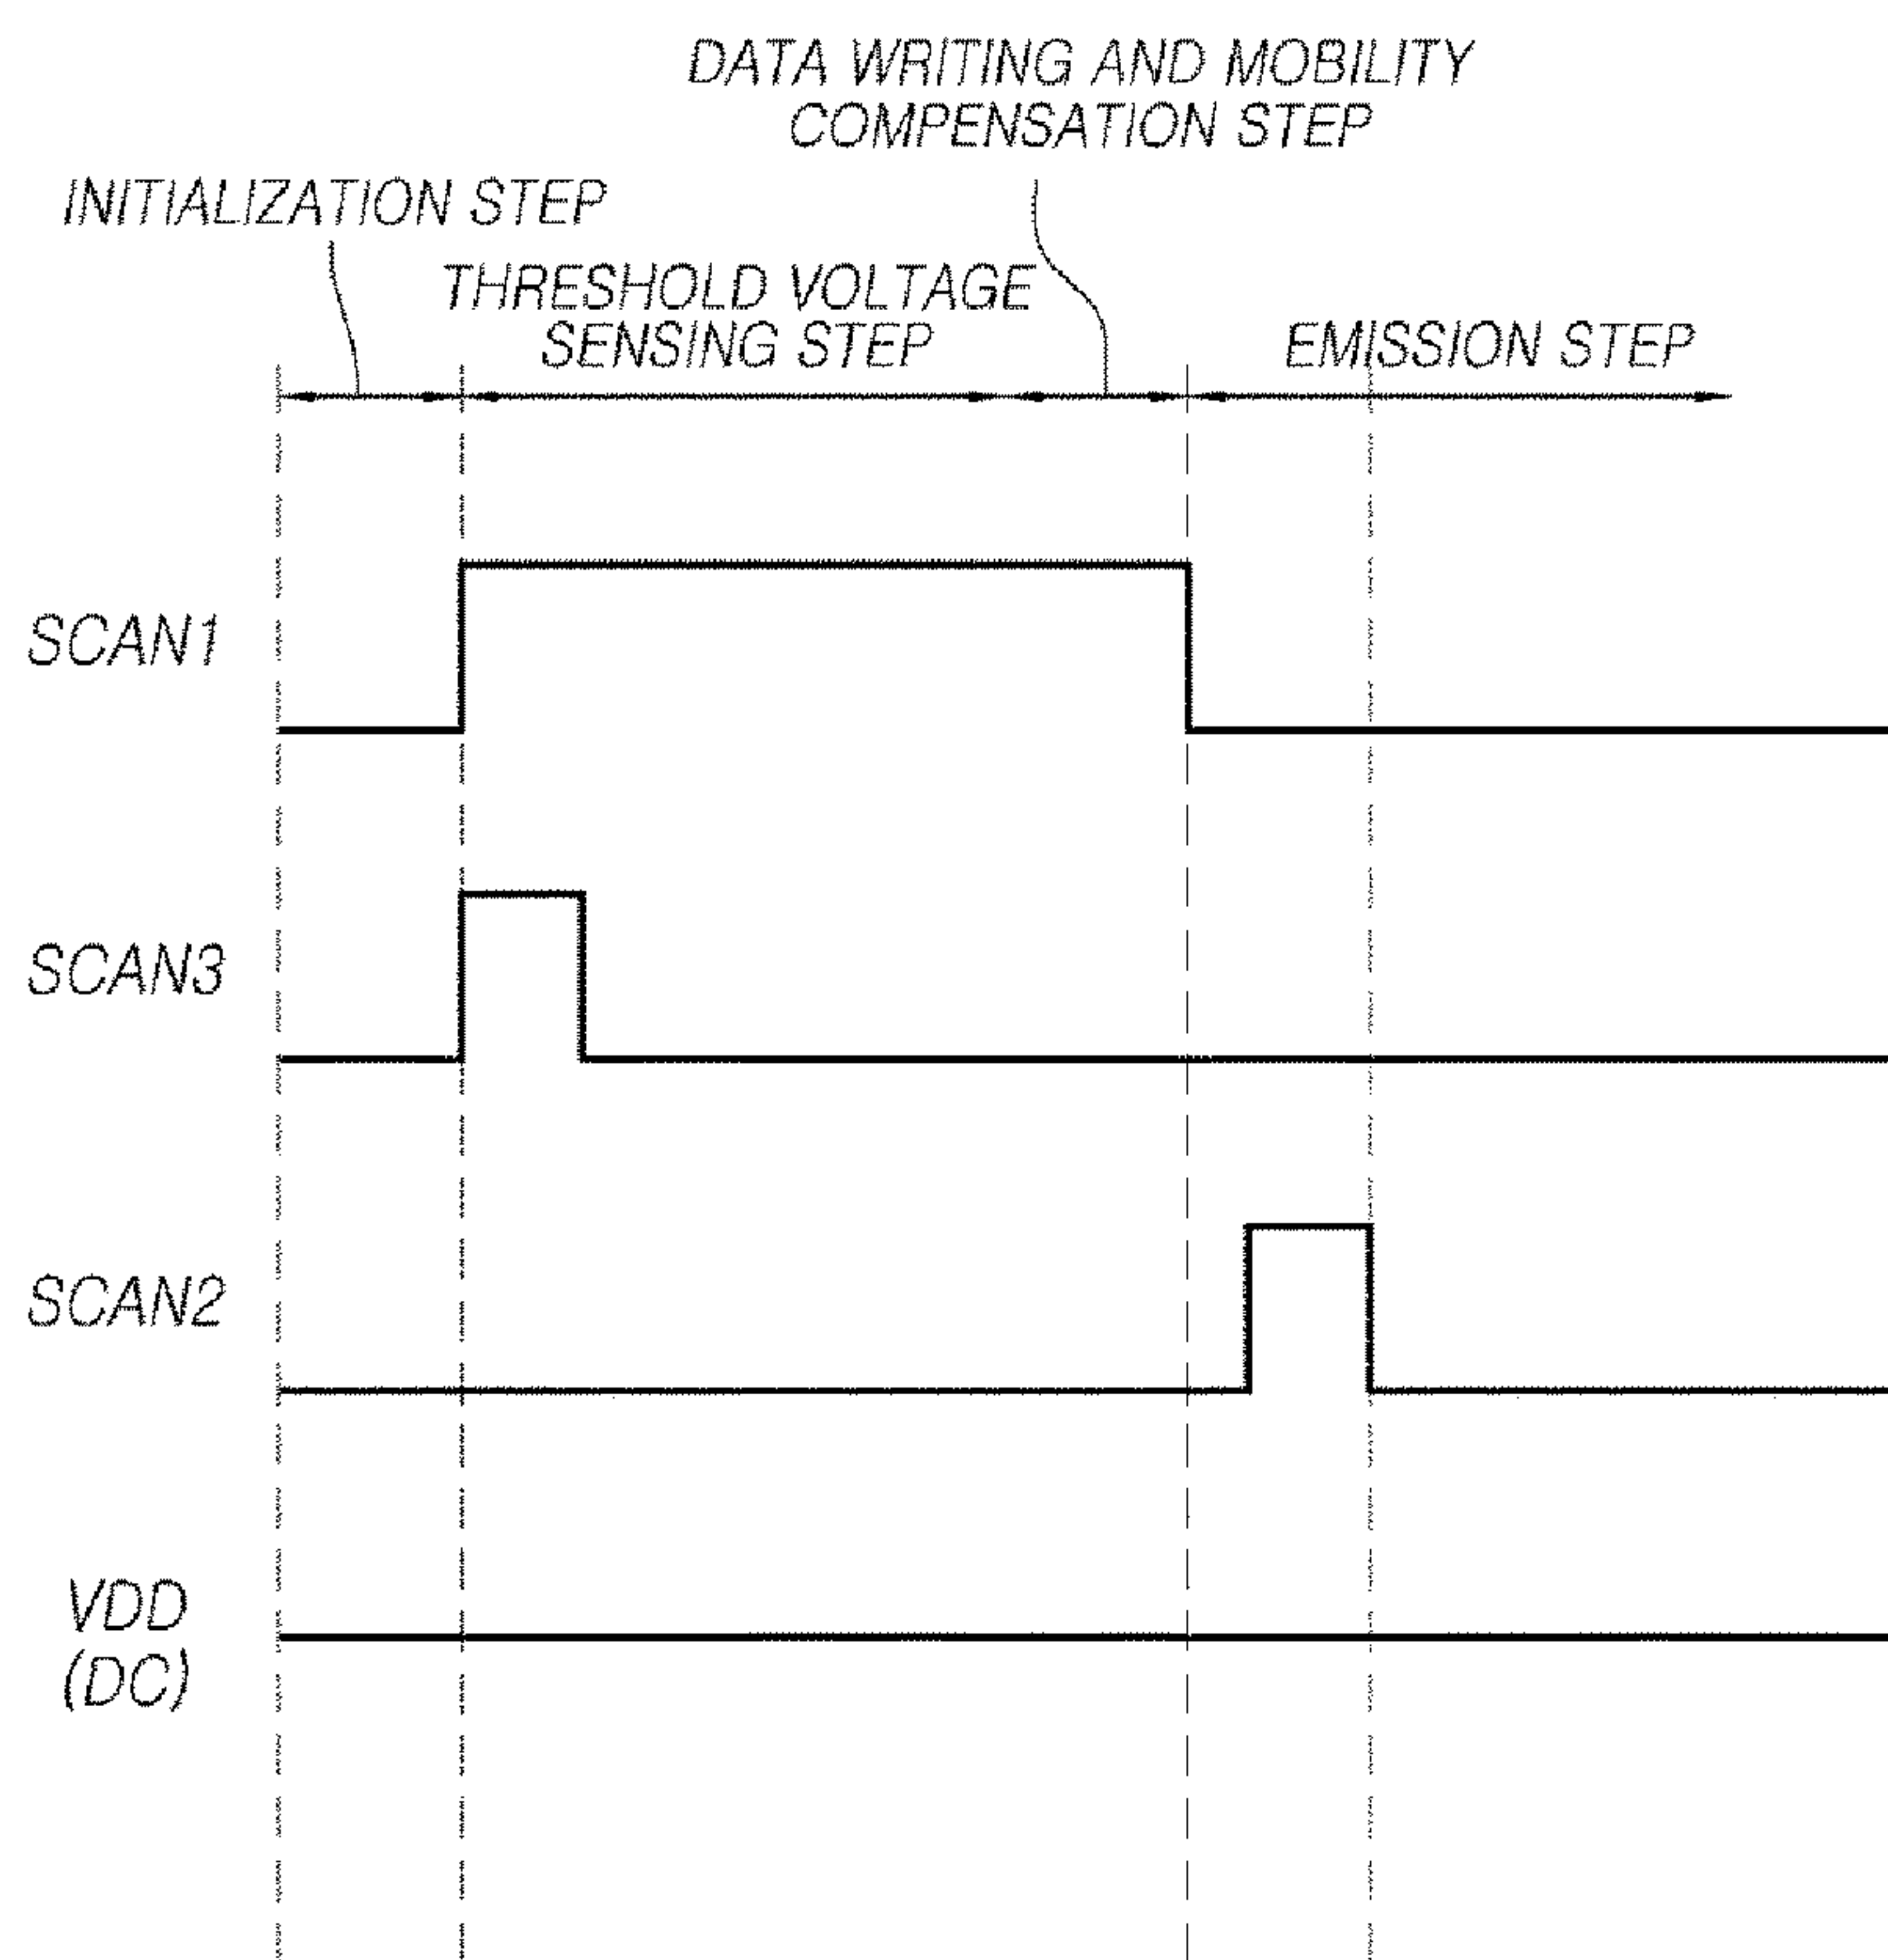 DATA WRITING AND MOBILITY
COMPENSATION STEP
INITIALIZATION STEP
THRESHOLD VOLTAGE
SENSING STEP
EMISSION STEP
SCAN1
SCAN3
SCAN2
VDD
(DC)